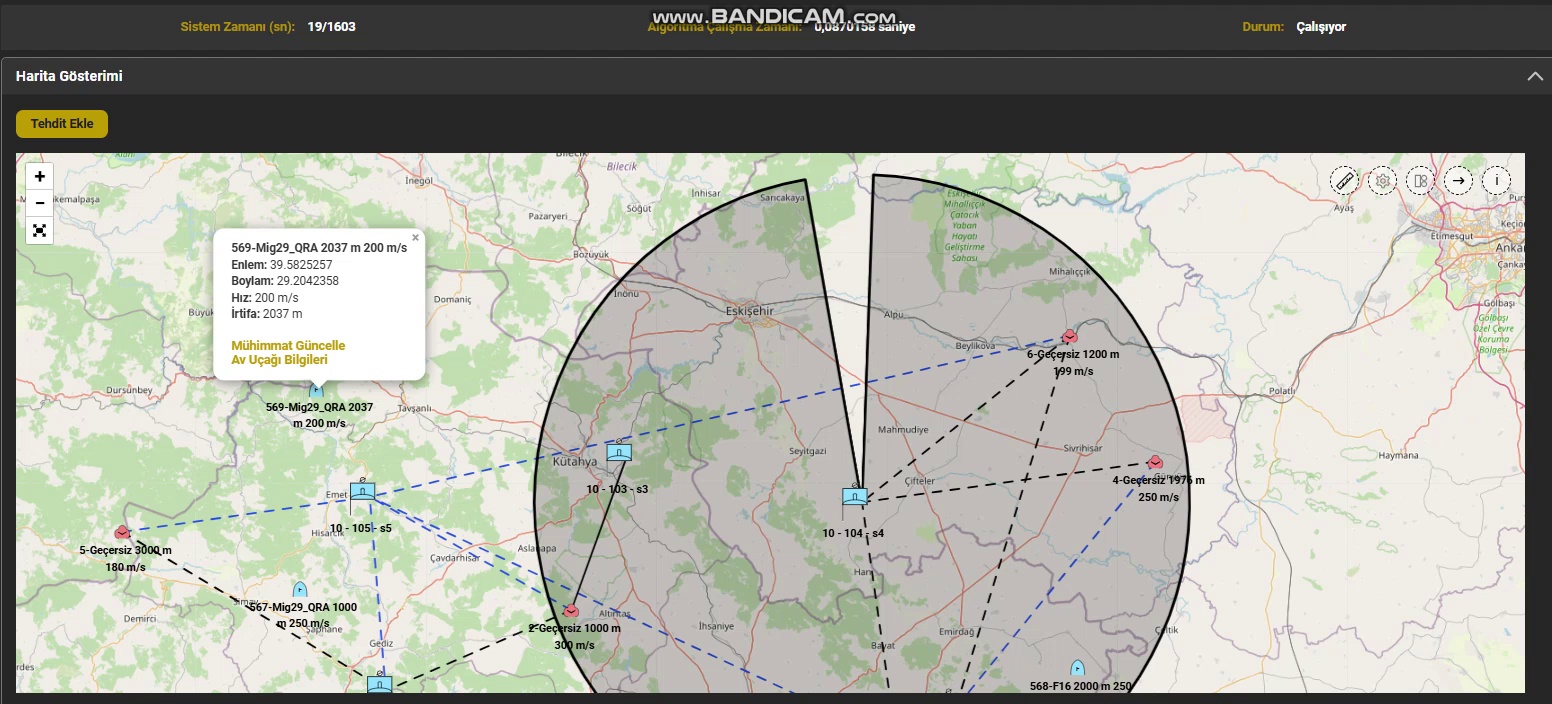 www.BANDICAM.com
Sistem Zamanı (sn): 19/1603
Algoritma Çalışma Zamanı: 0,0870158 saniye
Durum: Çalışıyor
Harita Gösterimi
Tehdit Ekle
+
−
Bilecik
Bilecik
İnegöl
İnhisar
Sarıcakaya
Söğüt
Pazaryeri
Bozüyük
Eskişehir
Mihalıççık
Çatacık
Yaban
Hayatı
Geliştirme
Sahası
Mihalıççık
Ayaş
Etimesgut
Gölbaşı
Gölbaşı
Özel Çevre
Koruma
Bölgesi
×
569-Mig29_QRA 2037 m 200 m/s
Enlem: 39.5825257
Boylam: 29.2042358
Hız: 200 m/s
İrtifa: 2037 m
Mühimmat Güncelle
Av Uçağı Bilgileri
Domaniç
İnönü
Eskişehir
Alpu
Beylikova
6-Geçersiz 1200 m
199 m/s
Polatlı
Dursunbey
Tavşanlı
569-Mig29_QRA 2037
m 200 m/s
Mahmudiye
Seyitgazi
Sivrihisar
Haymana
Kütahya
10 - 103 - s3
Çifteler
4-Geçersiz 1976 m
250 m/s
Emet
10 - 105 - s5
10 - 104 - s4
Hisarcık
5-Geçersiz 3000 m
180 m/s
Çavdarhisar
Aslanapa
567-Mig29_QRA 1000
m 250 m/s
Demirci
Şaphane
Gediz
Altıntaş
2-Geçersiz 1000 m
300 m/s
İhsaniye
Emirdağ
Çeltik
Bayat
568-F16 2000 m 250